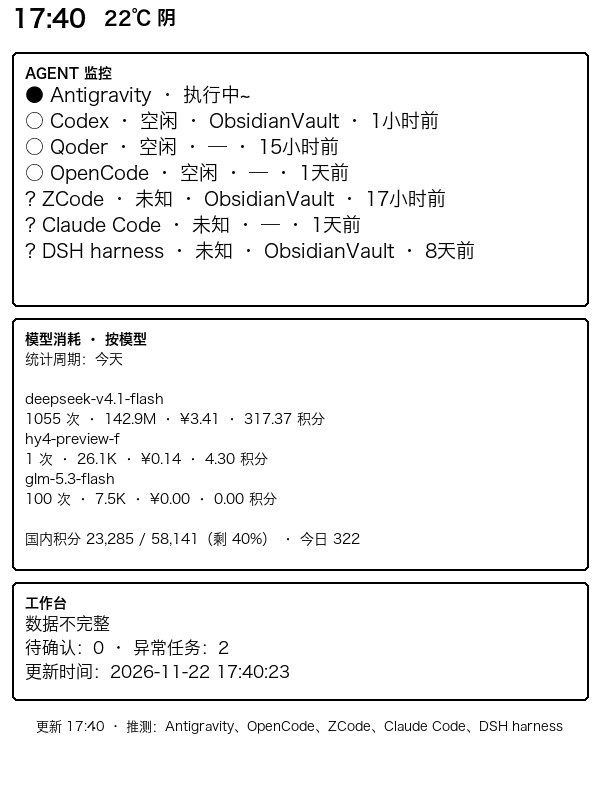 17:40 22℃ 阴
AGENT 监控
● Antigravity · 执行中~
○ Codex · 空闲 · ObsidianVault · 1小时前
○ Qoder · 空闲 · — · 15小时前
○ OpenCode · 空闲 · — · 1天前
? ZCode · 未知 · ObsidianVault · 17小时前
? Claude Code · 未知 · — · 1天前
? DSH harness · 未知 · ObsidianVault · 8天前
模型消耗 · 按模型
统计周期：今天
deepseek-v4.1-flash
1055 次 · 142.9M · ¥3.41 · 317.37 积分
hy4-preview-f
1 次 · 26.1K · ¥0.14 · 4.30 积分
glm-5.3-flash
100 次 · 7.5K · ¥0.00 · 0.00 积分
国内积分 23,285 / 58,141（剩 40%） · 今日 322
工作台
数据不完整
待确认：0 · 异常任务：2
更新时间：2026-11-22 17:40:23
更新 17:40 · 推测：Antigravity、OpenCode、ZCode、Claude Code、DSH harness